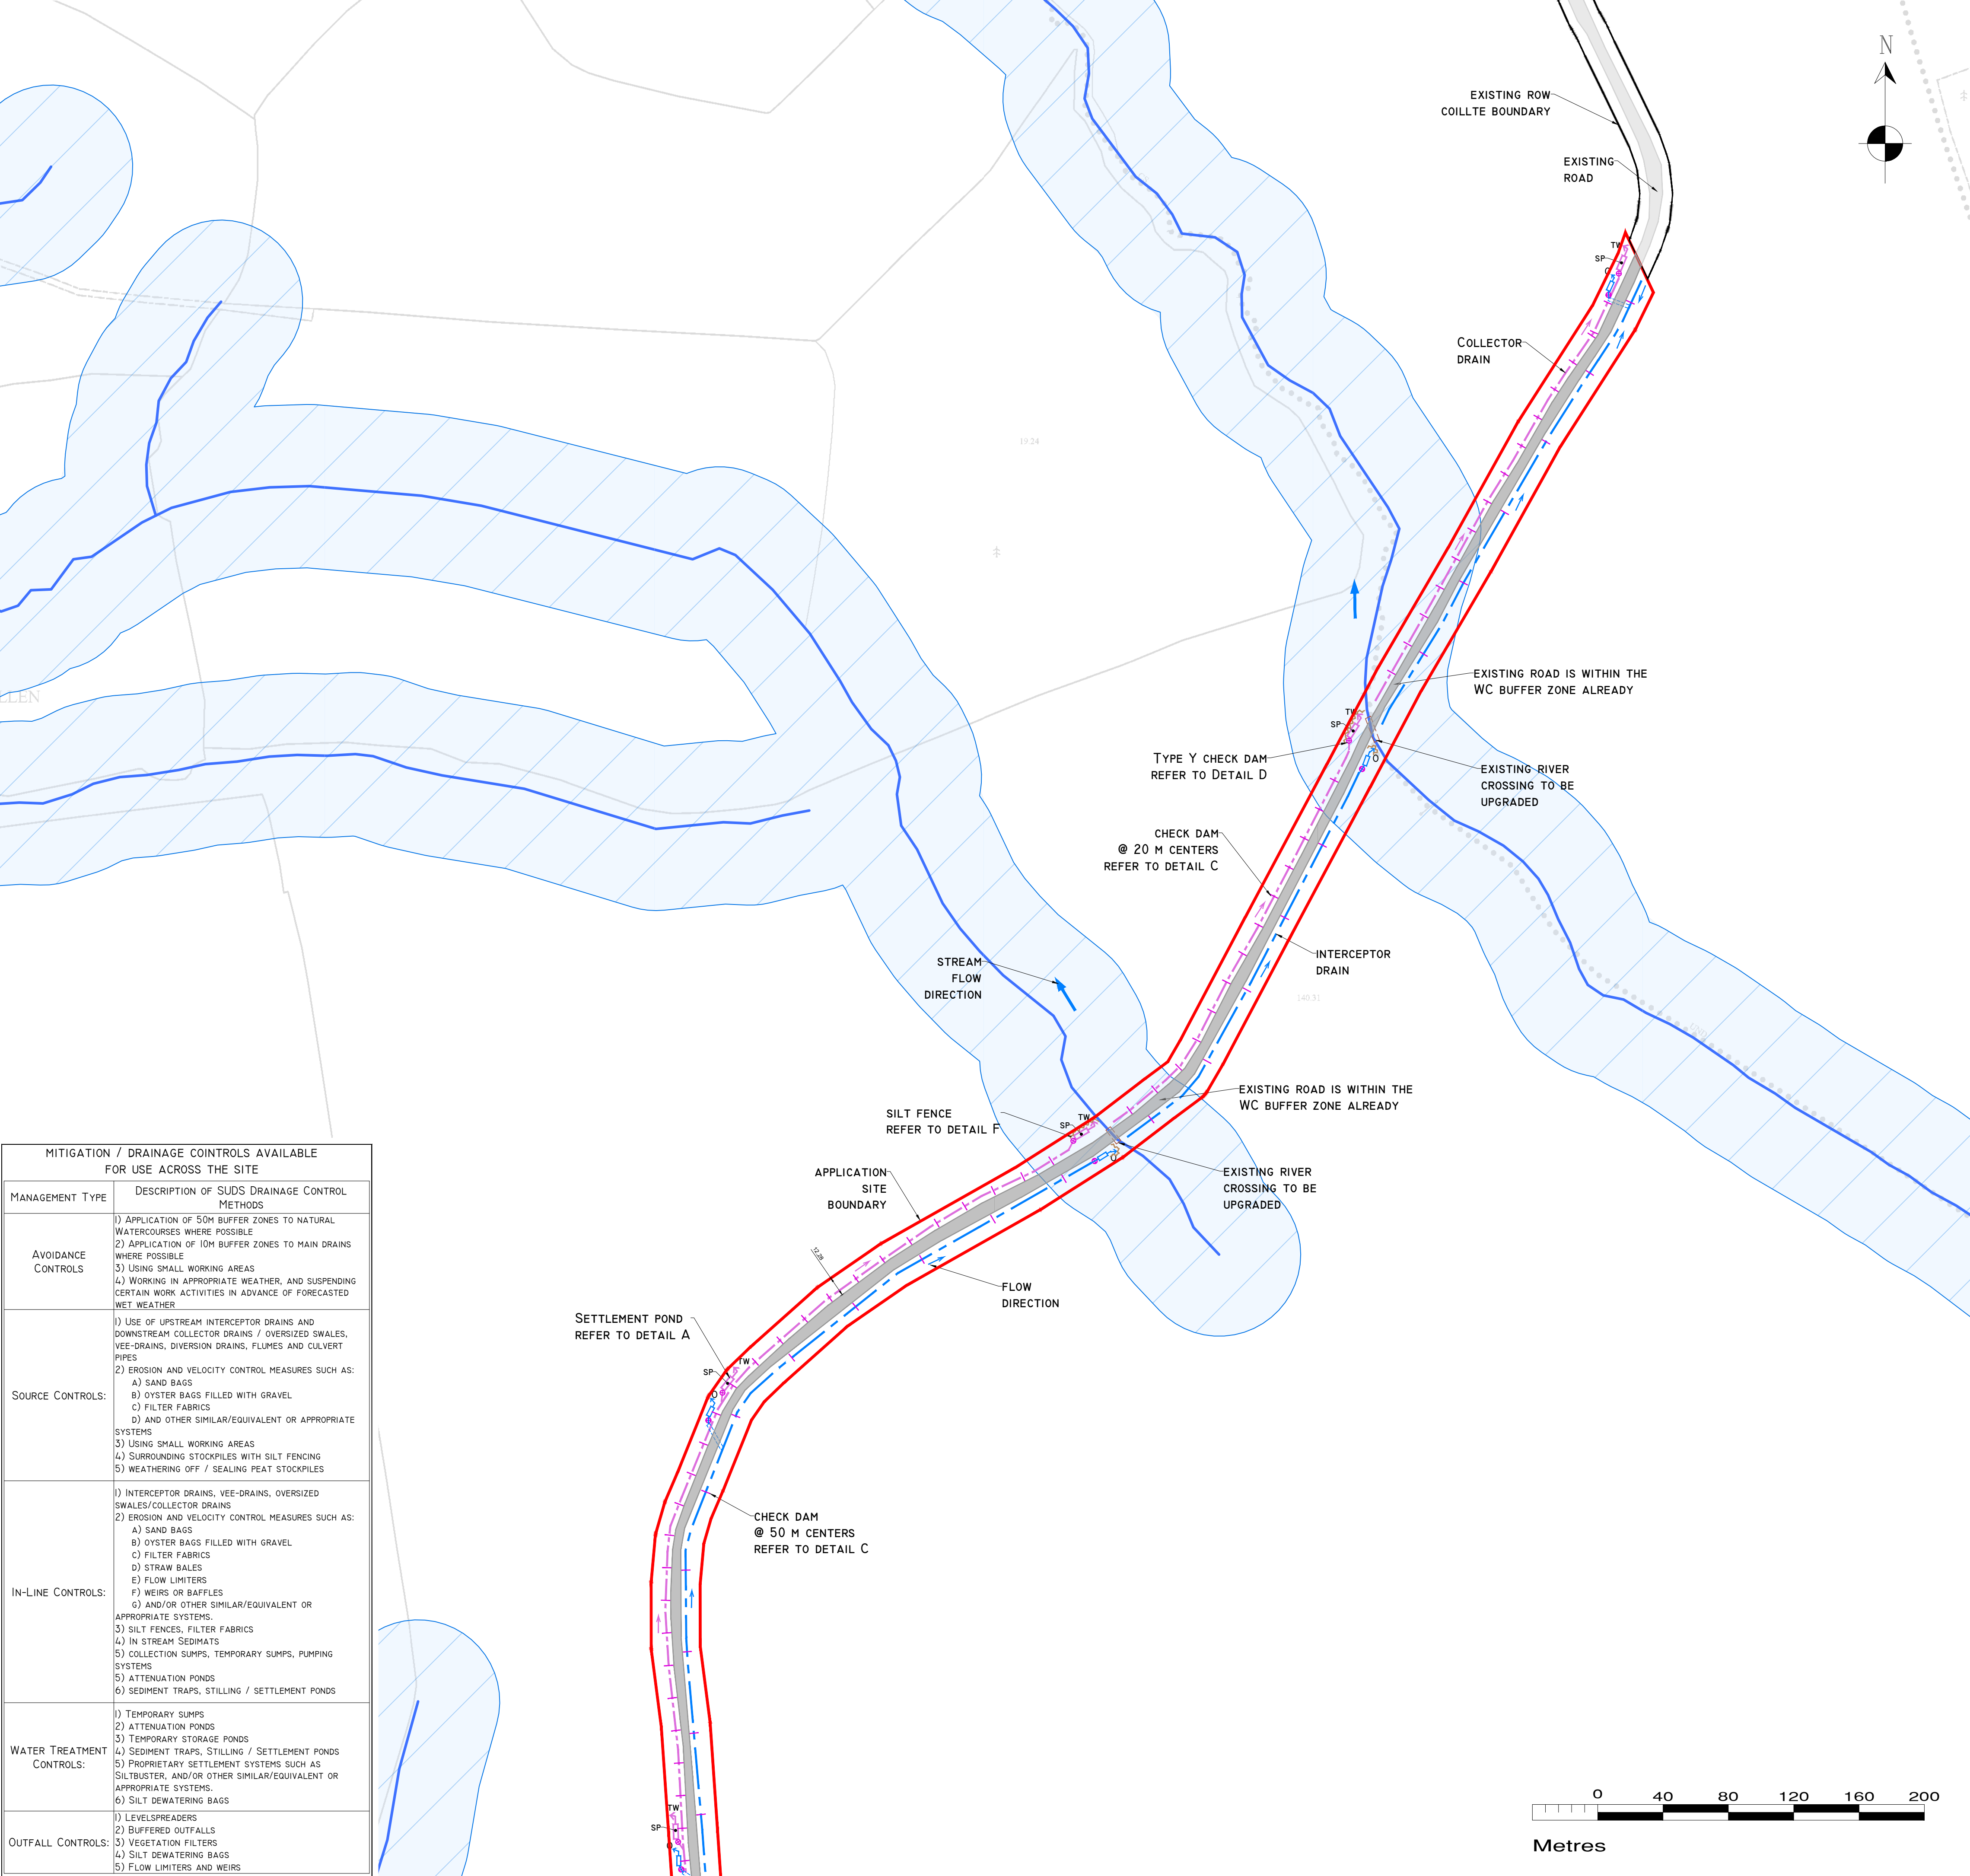 N
EXISTING ROW
COILLTE BOUNDARY
EXISTING
ROAD
TW
SP
O
COLLECTOR
DRAIN
19.24
EXISTING ROAD IS WITHIN THE
WC BUFFER ZONE ALREADY
LLEN
TW
SP
O
TYPE Y CHECK DAM
REFER TO DETAIL D
EXISTING RIVER
CROSSING TO BE
UPGRADED
CHECK DAM
@ 20 M CENTERS
REFER TO DETAIL C
INTERCEPTOR
DRAIN
STREAM
FLOW
DIRECTION
140.31
UND
EXISTING ROAD IS WITHIN THE
WC BUFFER ZONE ALREADY
SILT FENCE
REFER TO DETAIL F
TW
SP
O
APPLICATION
SITE
BOUNDARY
EXISTING RIVER
CROSSING TO BE
UPGRADED
12.28
FLOW
DIRECTION
SETTLEMENT POND
REFER TO DETAIL A
TW
SP
O
CHECK DAM
@ 50 M CENTERS
REFER TO DETAIL C
TW
SP
O
MITIGATION / DRAINAGE CONTROLS AVAILABLE
FOR USE ACROSS THE SITE
MANAGEMENT TYPE
DESCRIPTION OF SUDS DRAINAGE CONTROL
METHODS
AVOIDANCE
CONTROLS
1) APPLICATION OF 50M BUFFER ZONES TO NATURAL
WATERCOURSES WHERE POSSIBLE
2) APPLICATION OF 10M BUFFER ZONES TO MAIN DRAINS
WHERE POSSIBLE
3) USING SMALL WORKING AREAS
4) WORKING IN APPROPRIATE WEATHER, AND SUSPENDING
CERTAIN WORK ACTIVITIES IN ADVANCE OF FORECASTED
WET WEATHER
SOURCE CONTROLS:
1) USE OF UPSTREAM INTERCEPTOR DRAINS AND
DOWNSTREAM COLLECTOR DRAINS / OVERSIZED SWALES,
VEE-DRAINS, DIVERSION DRAINS, FLUMES AND CULVERT
PIPES
2) EROSION AND VELOCITY CONTROL MEASURES SUCH AS:
A) SAND BAGS
B) OYSTER BAGS FILLED WITH GRAVEL
C) FILTER FABRICS
D) AND OTHER SIMILAR/EQUIVALENT OR APPROPRIATE
SYSTEMS
3) USING SMALL WORKING AREAS
4) SURROUNDING STOCKPILES WITH SILT FENCING
5) WEATHERING OFF / SEALING PEAT STOCKPILES
IN-LINE CONTROLS:
1) INTERCEPTOR DRAINS, VEE-DRAINS, OVERSIZED
SWALES/COLLECTOR DRAINS
2) EROSION AND VELOCITY CONTROL MEASURES SUCH AS:
A) SAND BAGS
B) OYSTER BAGS FILLED WITH GRAVEL
C) FILTER FABRICS
D) STRAW BALES
E) FLOW LIMITERS
F) WEIRS OR BAFFLES
G) AND/OR OTHER SIMILAR/EQUIVALENT OR
APPROPRIATE SYSTEMS.
3) SILT FENCES, FILTER FABRICS
4) IN STREAM SEDIMATS
5) COLLECTION SUMPS, TEMPORARY SUMPS, PUMPING
SYSTEMS
5) ATTENUATION PONDS
6) SEDIMENT TRAPS, STILLING / SETTLEMENT PONDS
WATER TREATMENT
CONTROLS:
1) TEMPORARY SUMPS
2) ATTENUATION PONDS
3) TEMPORARY STORAGE PONDS
4) SEDIMENT TRAPS, STILLING / SETTLEMENT PONDS
5) PROPRIETARY SETTLEMENT SYSTEMS SUCH AS
SILTBUSTER, AND/OR OTHER SIMILAR/EQUIVALENT OR
APPROPRIATE SYSTEMS.
6) SILT DEWATERING BAGS
OUTFALL CONTROLS:
1) LEVELSPREADERS
2) BUFFERED OUTFALLS
3) VEGETATION FILTERS
4) SILT DEWATERING BAGS
5) FLOW LIMITERS AND WEIRS
0 40 80 120 160 200
Metres